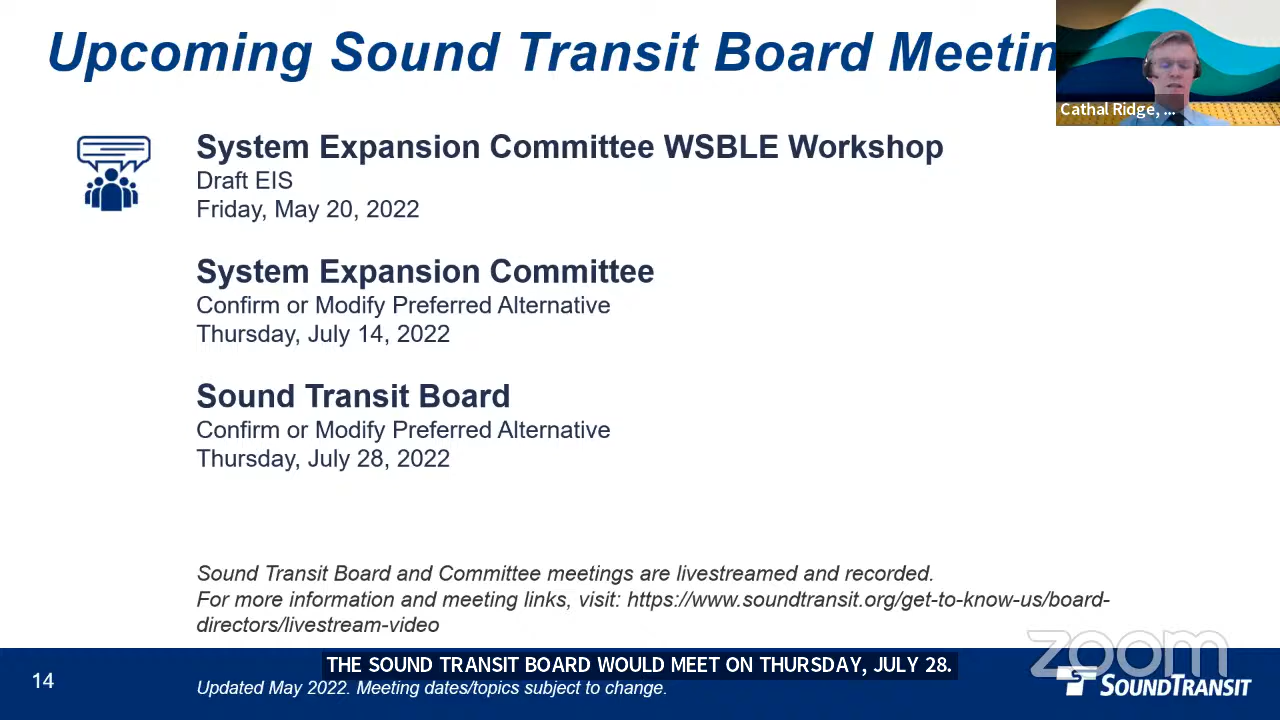 Upcoming Sound Transit Board Meetin
Cathal Ridge, ...
System Expansion Committee WSBLE Workshop
Draft EIS
Friday, May 20, 2022
System Expansion Committee
Confirm or Modify Preferred Alternative
Thursday, July 14, 2022
Sound Transit Board
Confirm or Modify Preferred Alternative
Thursday, July 28, 2022
Sound Transit Board and Committee meetings are livestreamed and recorded.
For more information and meeting links, visit: https://www.soundtransit.org/get-to-know-us/board-
directors/livestream-video
zoom
THE SOUND TRANSIT BOARD WOULD MEET ON THURSDAY, JULY 28.
14
Updated May 2022. Meeting dates/topics subject to change.
SOUNDTRANSIT